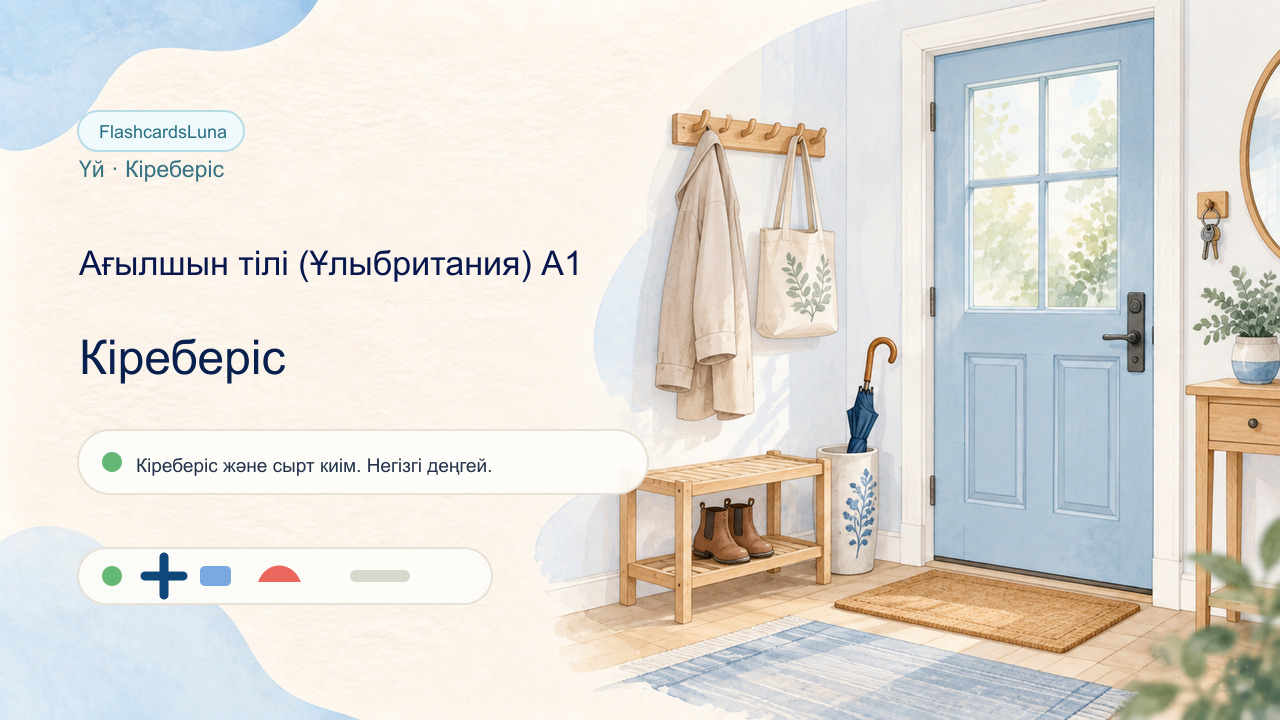 FlashcardsLuna
Үй · Кіреберіс
Ағылшын тілі (Ұлыбритания) A1
Кіреберіс
Кіреберіс және сырт киім. Негізгі деңгей.